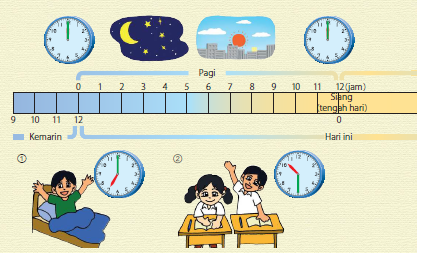 Pagi
0 1 2 3 4 5 6 7 8 9 10 11 12 (jam)
Siang
(tengah hari)
9 10 11 12 0
Kemarin Hari ini
① ②